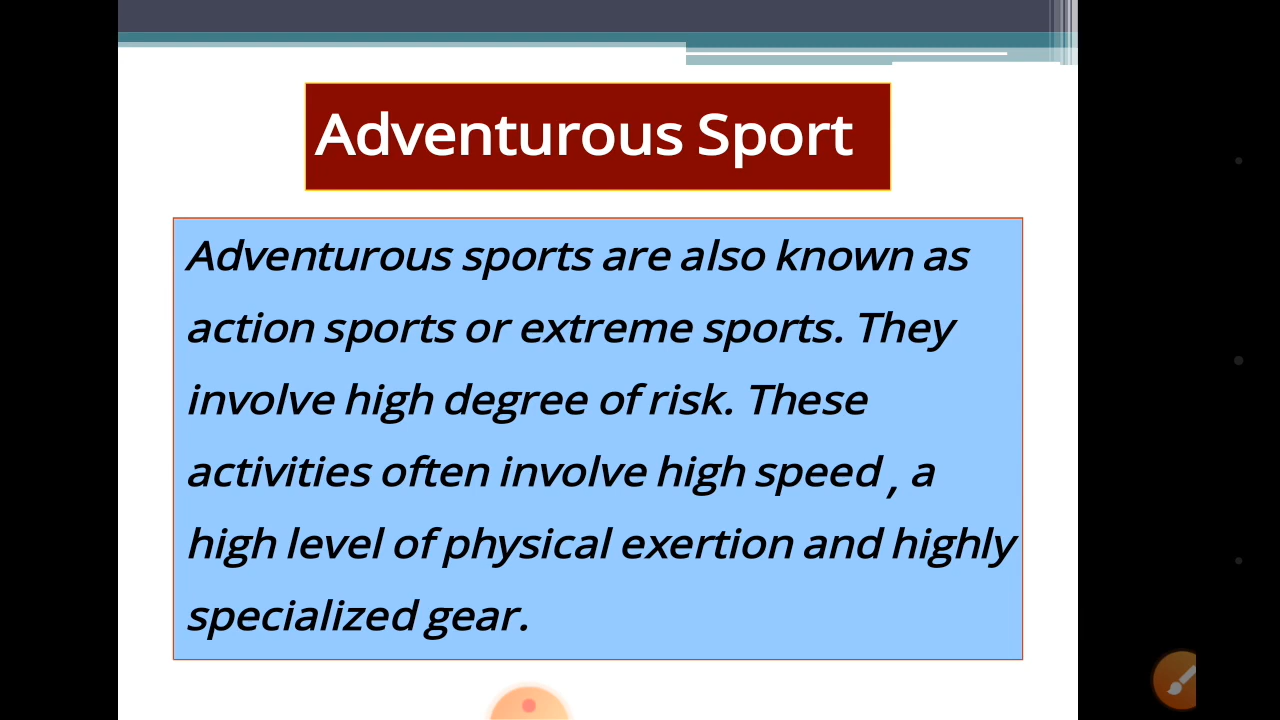 Adventurous Sport
Adventurous sports are also known as
action sports or extreme sports. They
involve high degree of risk. These
activities often involve high speed , a
high level of physical exertion and highly
specialized gear.